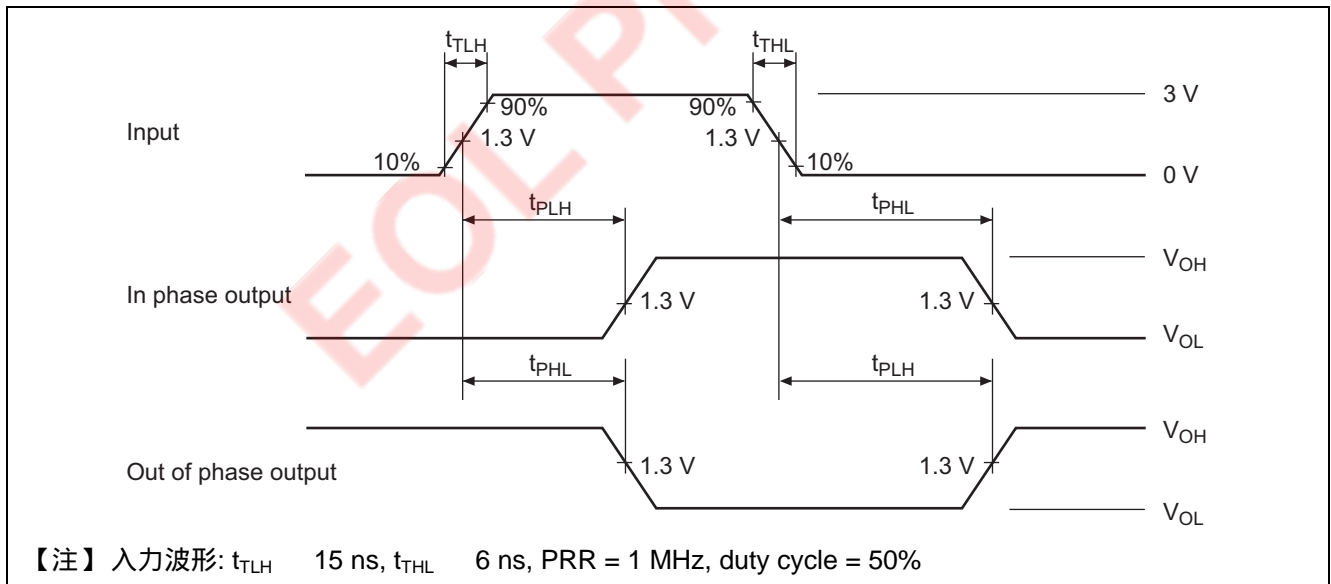 tTLH tTHL
90% 90% 3 V
Input 1.3 V 1.3 V
10% 10% 0 V
tPLH tPHL
VOH
In phase output 1.3 V 1.3 V
VOL
tPHL tPLH
VOH
Out of phase output 1.3 V 1.3 V
VOL
【注】入力波形: tTLH 15 ns, tTHL 6 ns, PRR = 1 MHz, duty cycle = 50%
EOL